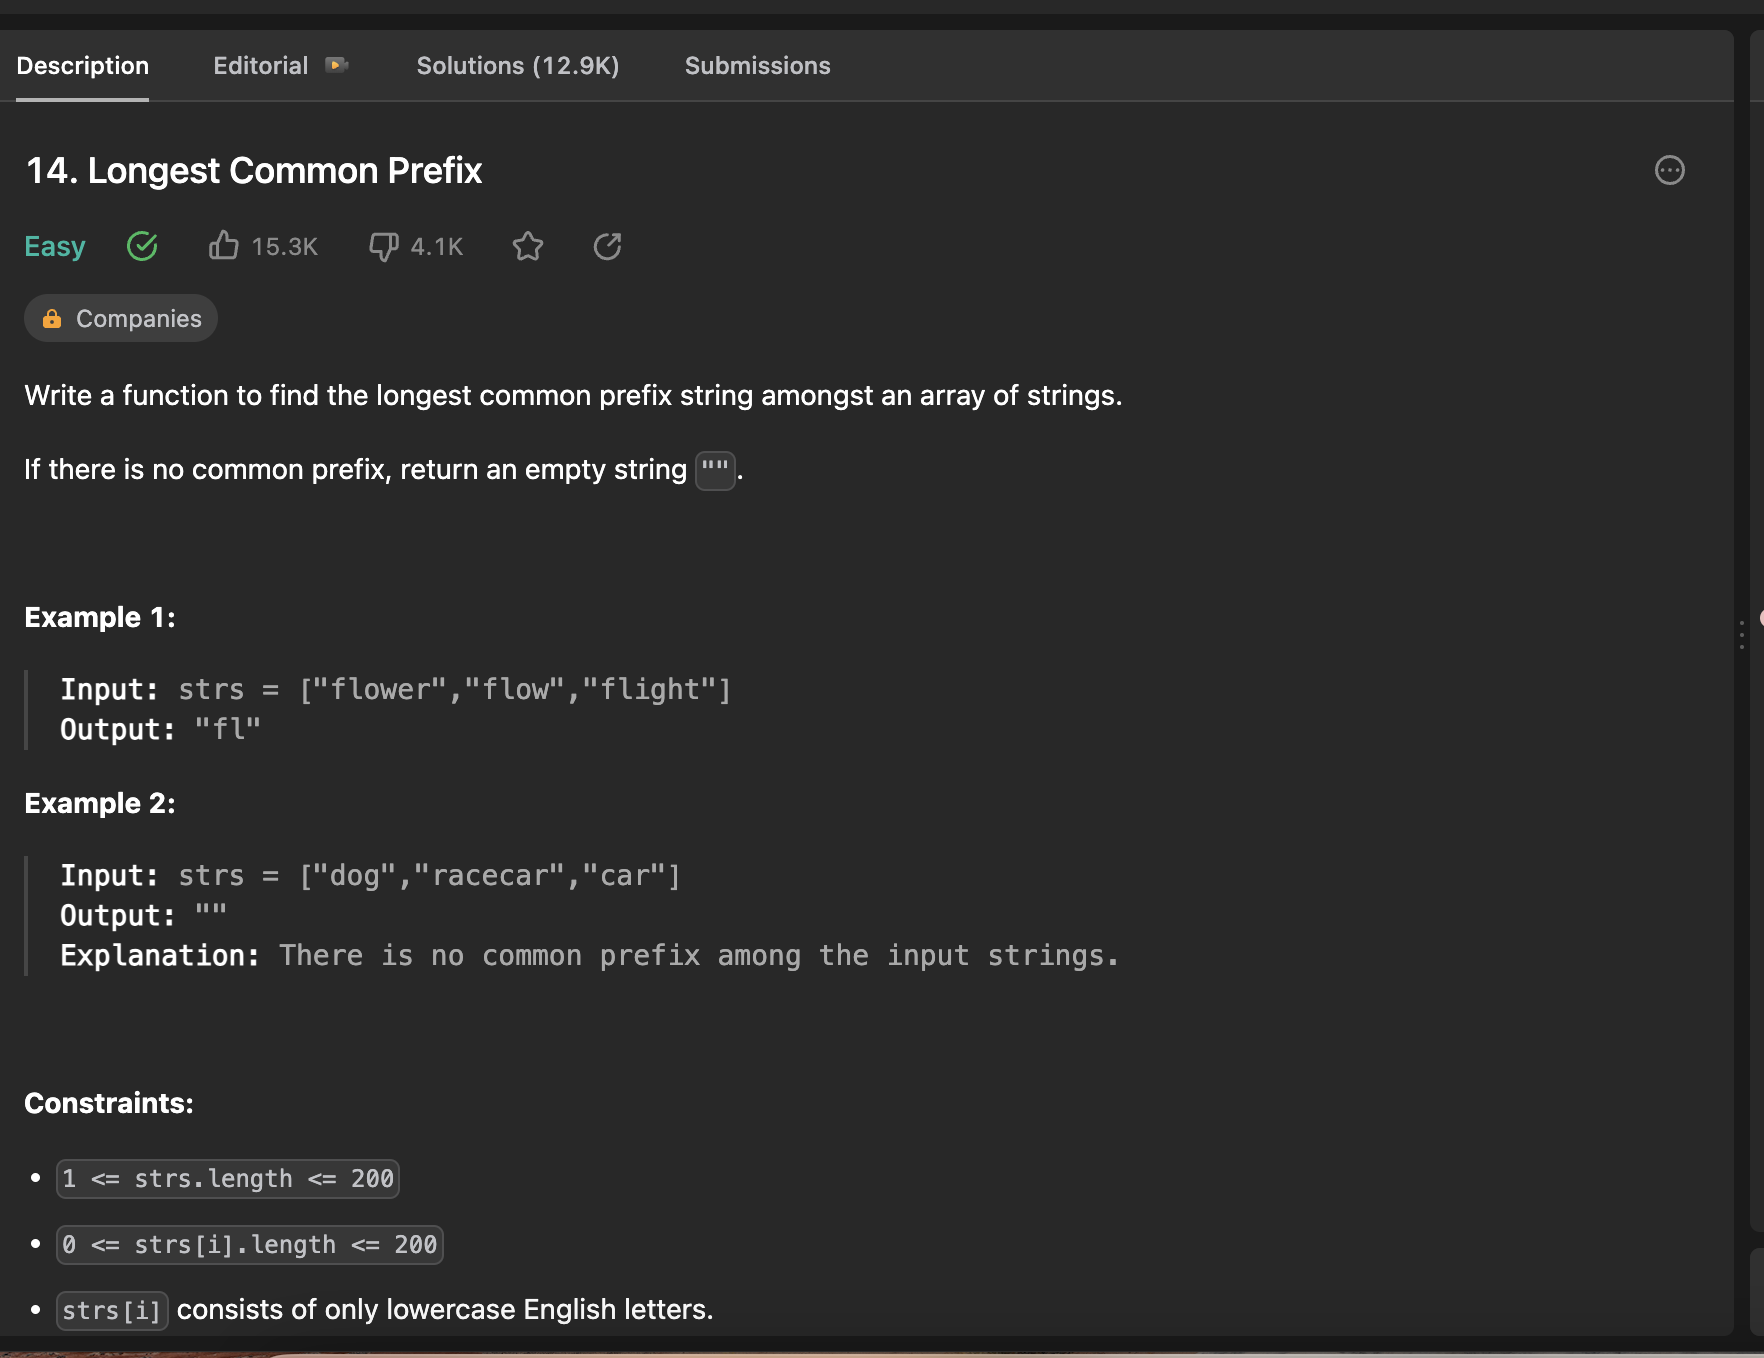 Description Editorial Solutions (12.9K) Submissions
14. Longest Common Prefix
Easy 15.3K 4.1K
Companies
Write a function to find the longest common prefix string amongst an array of strings.
If there is no common prefix, return an empty string "".
Example 1:
Input: strs = ["flower","flow","flight"]
Output: "fl"
Example 2:
Input: strs = ["dog","racecar","car"]
Output: ""
Explanation: There is no common prefix among the input strings.
Constraints:
• 1 <= strs.length <= 200
• 0 <= strs[i].length <= 200
• strs[i] consists of only lowercase English letters.